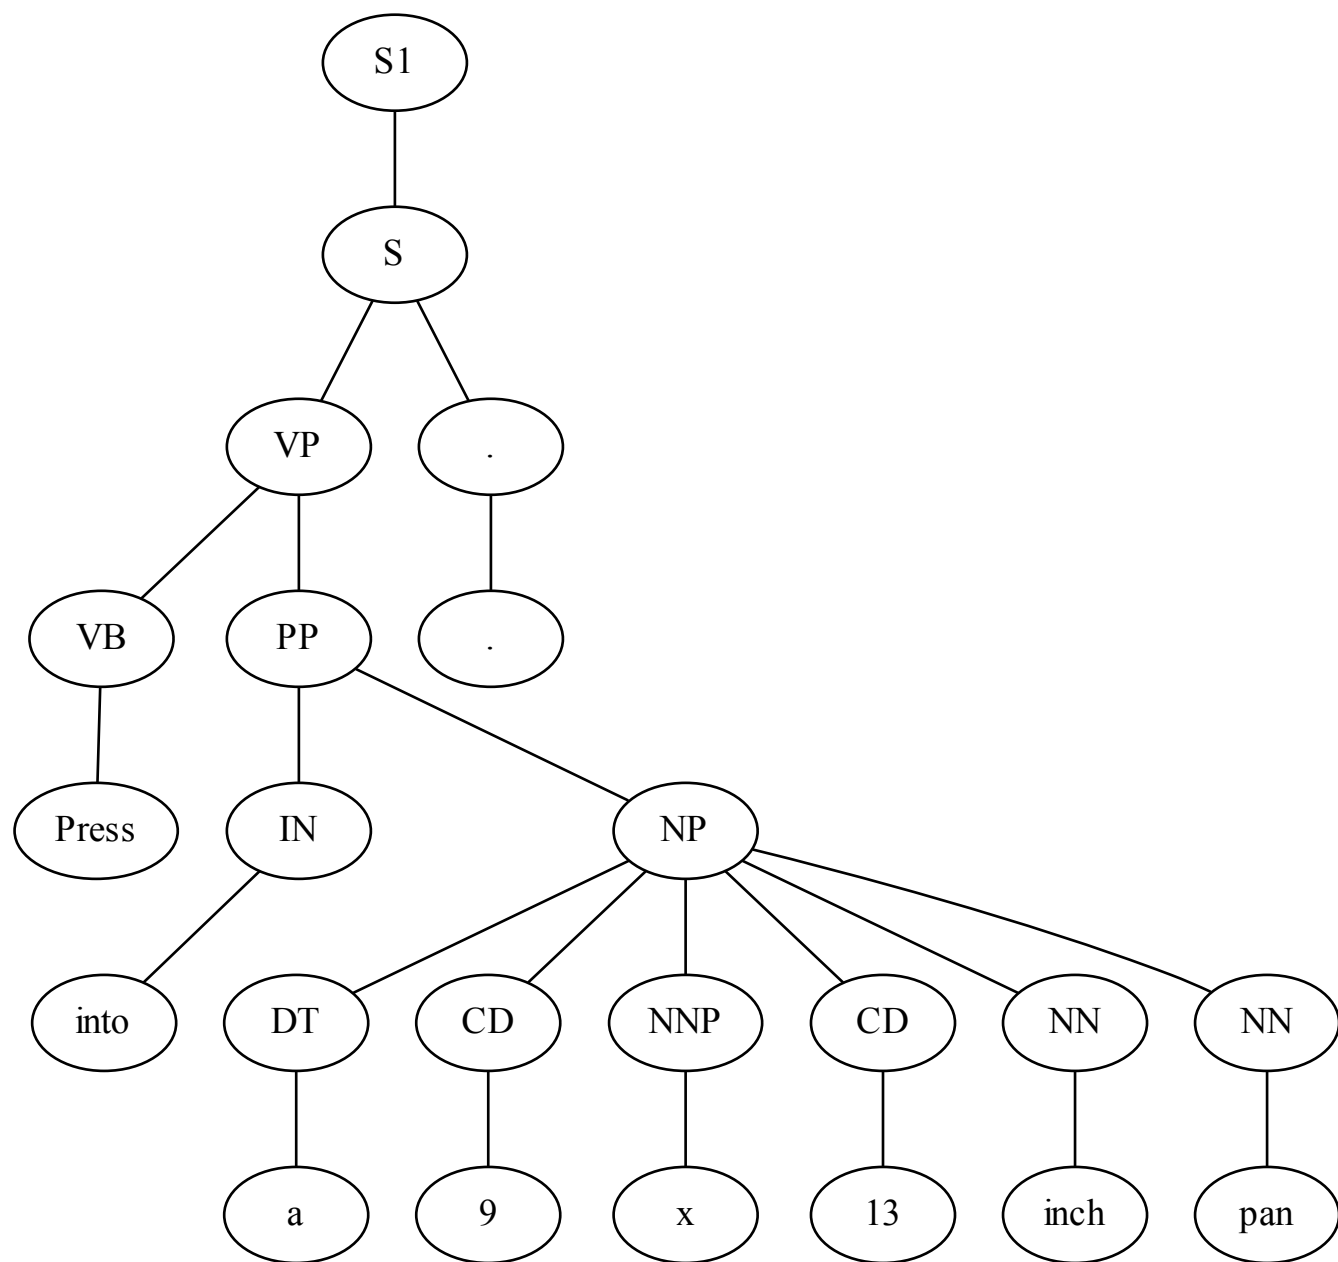 S1
S
VP .
VB PP .
Press IN NP
into DT CD NNP CD NN NN
a 9 x 13 inch pan